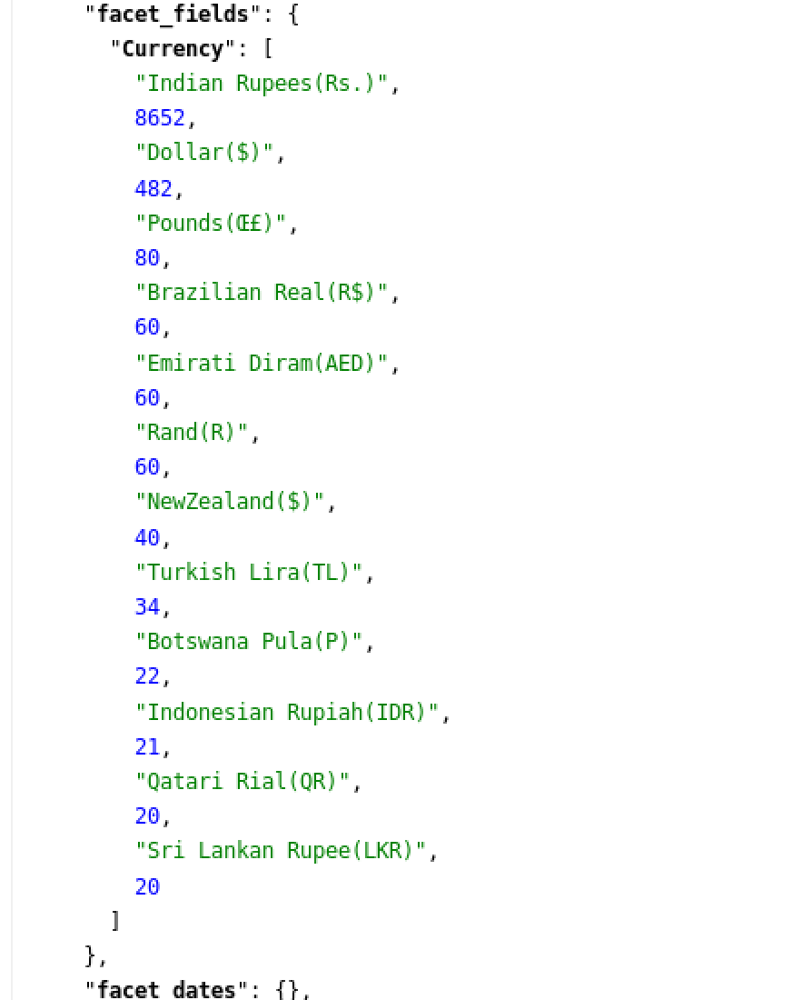 "facet_fields": {
"Currency": [
"Indian Rupees(Rs.)",
8652,
"Dollar($)",
482,
"Pounds(Œ£)",
80,
"Brazilian Real(R$)",
60,
"Emirati Diram(AED)",
60,
"Rand(R)",
60,
"NewZealand($)",
40,
"Turkish Lira(TL)",
34,
"Botswana Pula(P)",
22,
"Indonesian Rupiah(IDR)",
21,
"Qatari Rial(QR)",
20,
"Sri Lankan Rupee(LKR)",
20
]
},
"facet_dates": {},